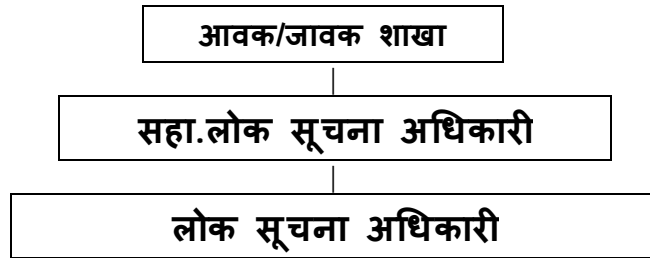 आवक/जावक शाखा
सहा.लोक सूचना अधिकारी
लोक सूचना अधिकारी